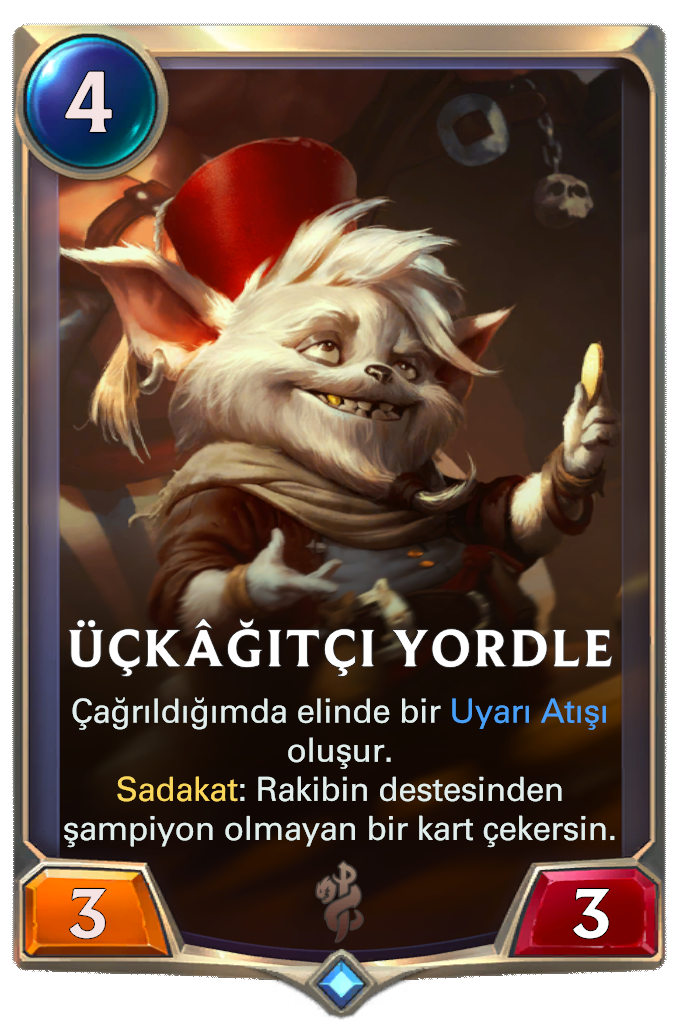 4
ÜÇKÂĞITÇI YORDLE
Çağrıldığımda elinde bir Uyarı Atışı
oluşur.
Sadakat: Rakibin destesinden
şampiyon olmayan bir kart çekersin.
3
3